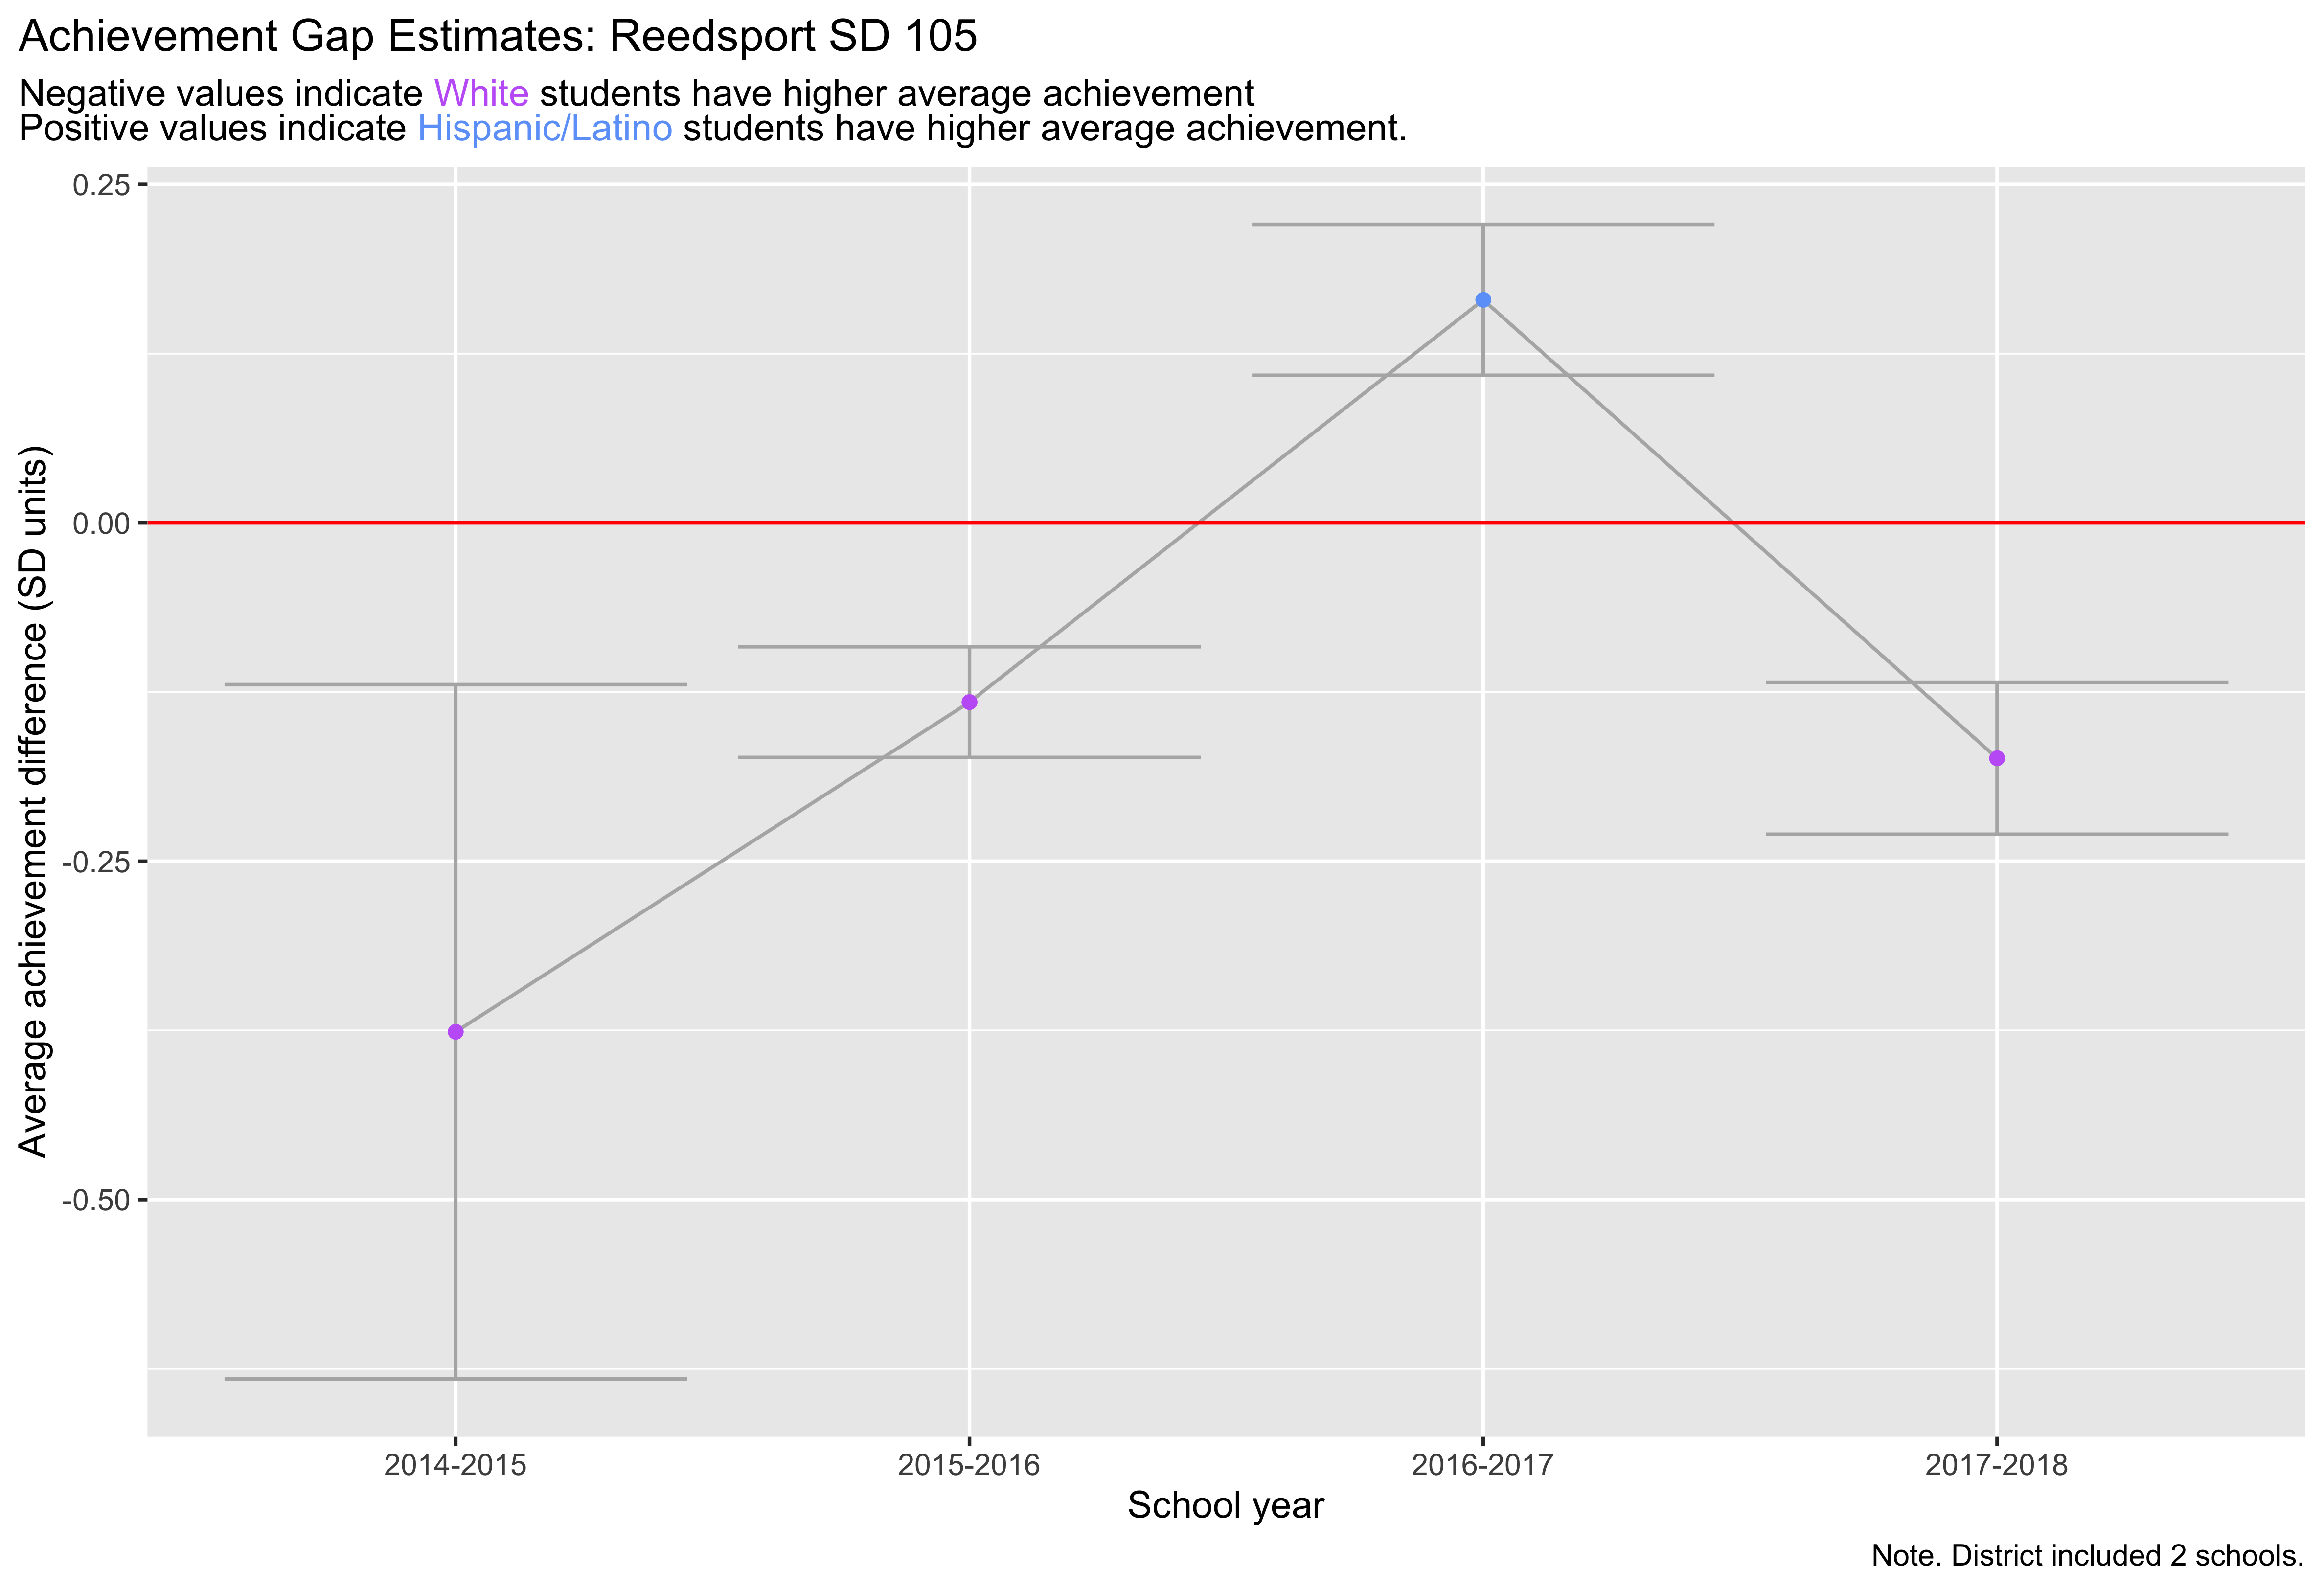 Achievement Gap Estimates: Reedsport SD 105
Negative values indicate White students have higher average achievement
Positive values indicate Hispanic/Latino students have higher average achievement.
Average achievement difference (SD units)
0.25
0.00
-0.25
-0.50
2014-2015
2015-2016
2016-2017
2017-2018
School year
Note. District included 2 schools.